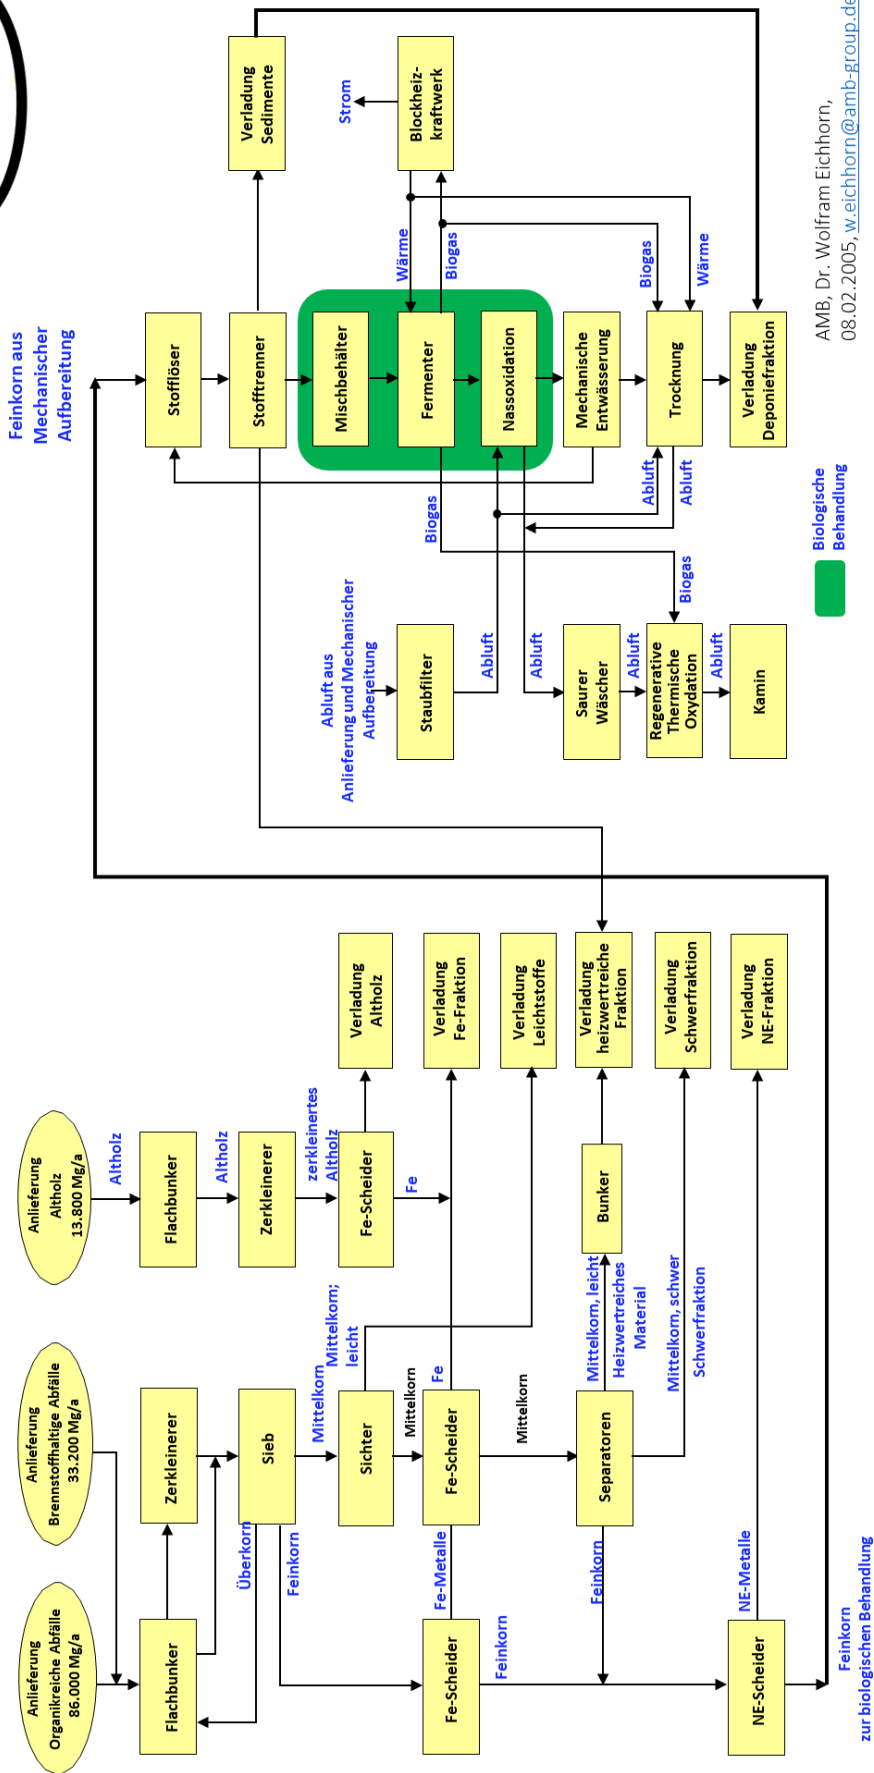 Anlieferung
Organikreiche Abfälle
86.000 Mg/a
Anlieferung
Brennstoffhaltige Abfälle
33.200 Mg/a
Anlieferung
Altholz
13.800 Mg/a
Altholz
Flachbunker
Zerkleinerer
Flachbunker
Altholz
Überkorn
Sieb
Zerkleinerer
Feinkorn
Mittelkorn
zerkleinertes
Altholz
Mittelkorn;
leicht
Sichter
Fe-Scheider
Verladung
Altholz
Mittelkorn
Fe
Fe-Scheider
Fe-Metalle
Fe-Scheider
Fe
Verladung
Fe-Fraktion
Feinkorn
Mittelkorn
Verladung
Leichtstoffe
Feinkorn
Separatoren
Mittelkorn, leicht
Heizwertreiches
Material
Bunker
Verladung
heizwertreiche
Fraktion
Mittelkorn, schwer
Schwerfraktion
Verladung
Schwerfraktion
NE-Scheider
NE-Metalle
Verladung
NE-Fraktion
Feinkorn
zur biologischen Behandlung
Feinkorn aus
Mechanischer
Aufbereitung
Stofflöser
Stofftrenner
Verladung
Sedimente
Abluft aus
Anlieferung und Mechanischer
Aufbereitung
Mischbehälter
Strom
Staubfilter
Biogas
Fermenter
Wärme
Biogas
Blockheiz-
kraftwerk
Abluft
Nassoxidation
Abluft
Saurer
Wäscher
Mechanische
Entwässerung
Abluft
Abluft
Biogas
Regenerative
Thermische
Oxydation
Biogas
Abluft
Trocknung
Wärme
Abluft
Kamin
Verladung
Deponiefraktion
Biologische
Behandlung
AMB, Dr. Wolfram Eichhorn,
08.02.2005, w.eichhorn@amb-group.de